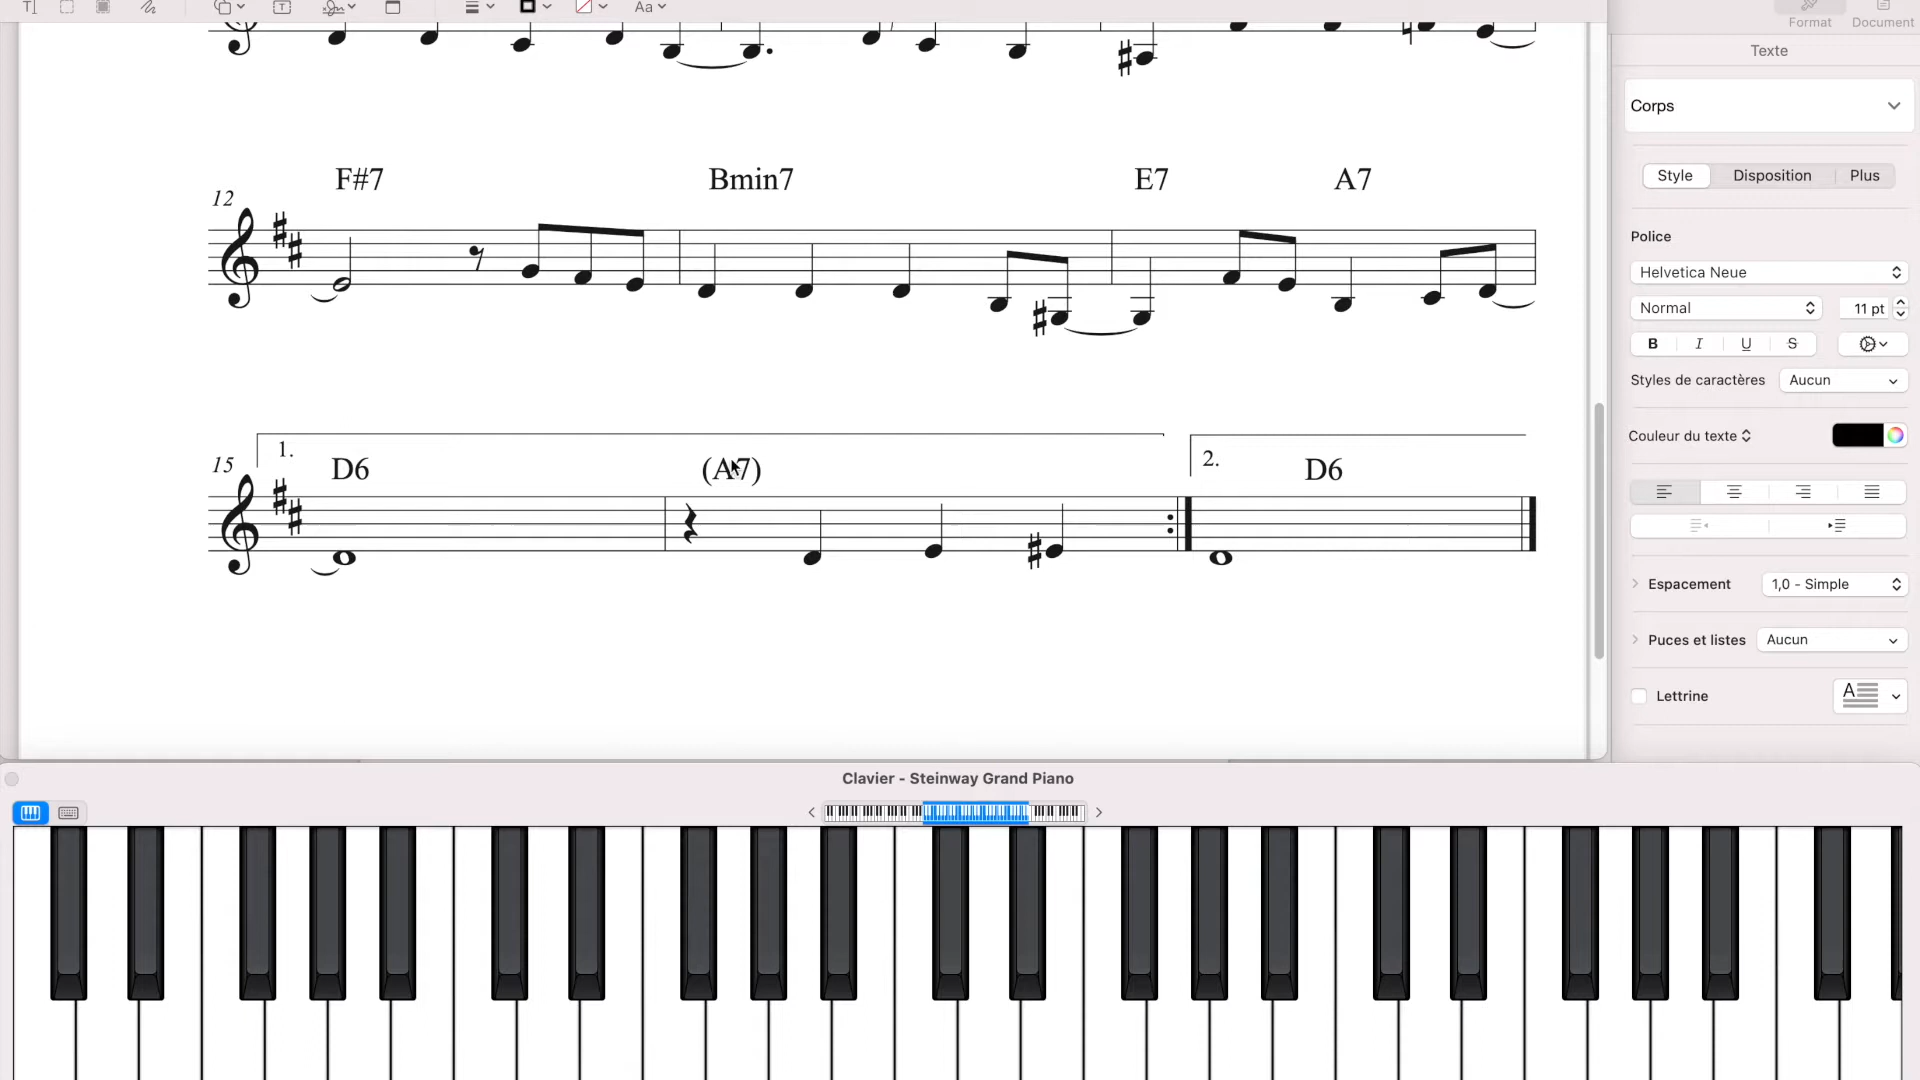 Aa
Format
Document
Texte
Corps
Style Disposition Plus
Police
Helvetica Neue
Normal 11 pt
B I U S
Styles de caractères Aucun
Couleur du texte
Espacement 1,0 - Simple
Puces et listes Aucun
A Lettrine
F#7 Bmin7 E7 A7
12
1. 2.
15 D6 (A7) D6
Clavier - Steinway Grand Piano